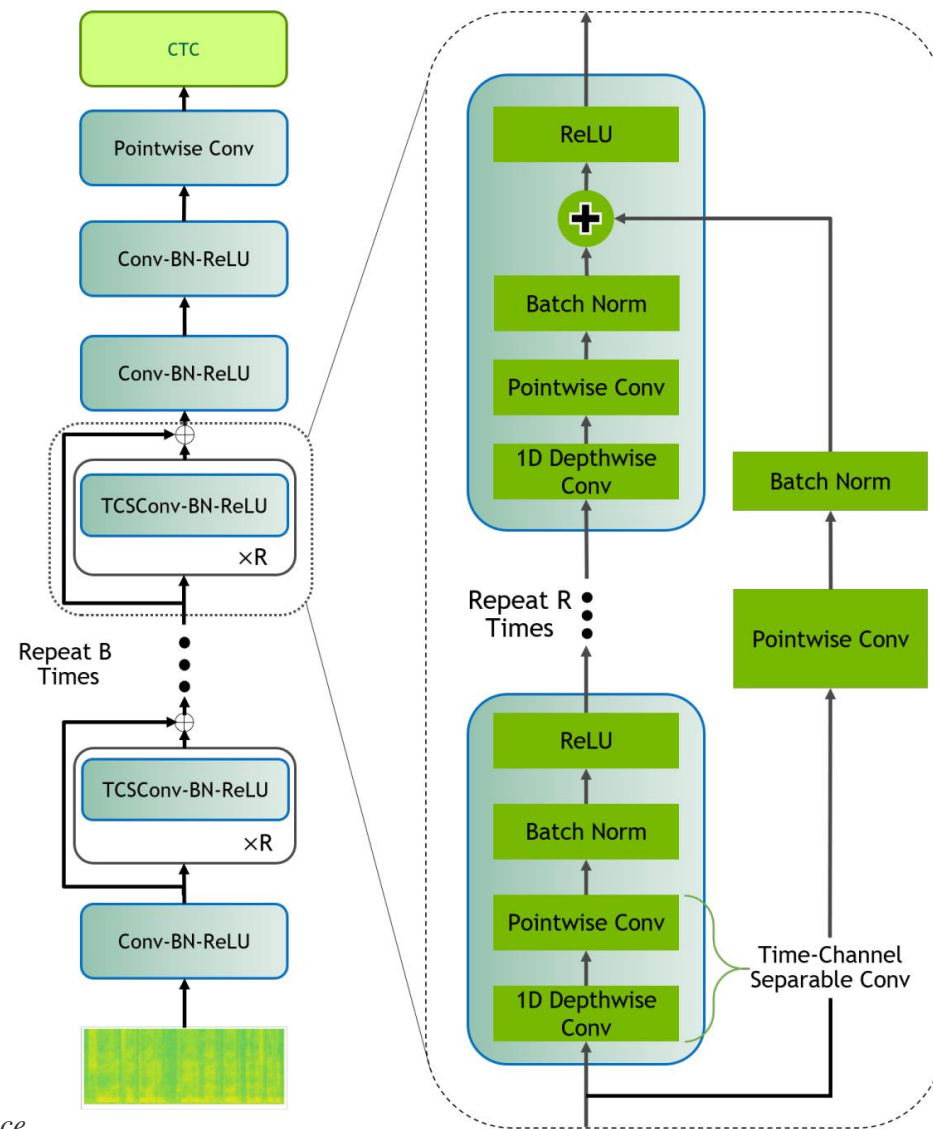 CTC
Pointwise Conv
Conv-BN-ReLU
Conv-BN-ReLU
TCSConv-BN-ReLU
×R
Repeat B
Times
TCSConv-BN-ReLU
×R
Conv-BN-ReLU
ReLU
Batch Norm
Pointwise Conv
1D Depthwise
Conv
Repeat R
Times
ReLU
Batch Norm
Pointwise Conv
1D Depthwise
Conv
Batch Norm
Pointwise Conv
Time-Channel
Separable Conv